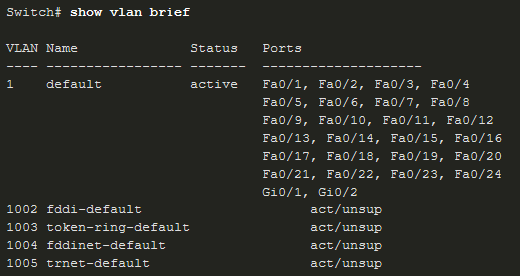 Switch# show vlan brief
VLAN Name Status Ports
---- ----------------- ------- --------------------
1 default active Fa0/1, Fa0/2, Fa0/3, Fa0/4
Fa0/5, Fa0/6, Fa0/7, Fa0/8
Fa0/9, Fa0/10, Fa0/11, Fa0/12
Fa0/13, Fa0/14, Fa0/15, Fa0/16
Fa0/17, Fa0/18, Fa0/19, Fa0/20
Fa0/21, Fa0/22, Fa0/23, Fa0/24
Gi0/1, Gi0/2
1002 fddi-default act/unsup
1003 token-ring-default act/unsup
1004 fddinet-default act/unsup
1005 trnet-default act/unsup